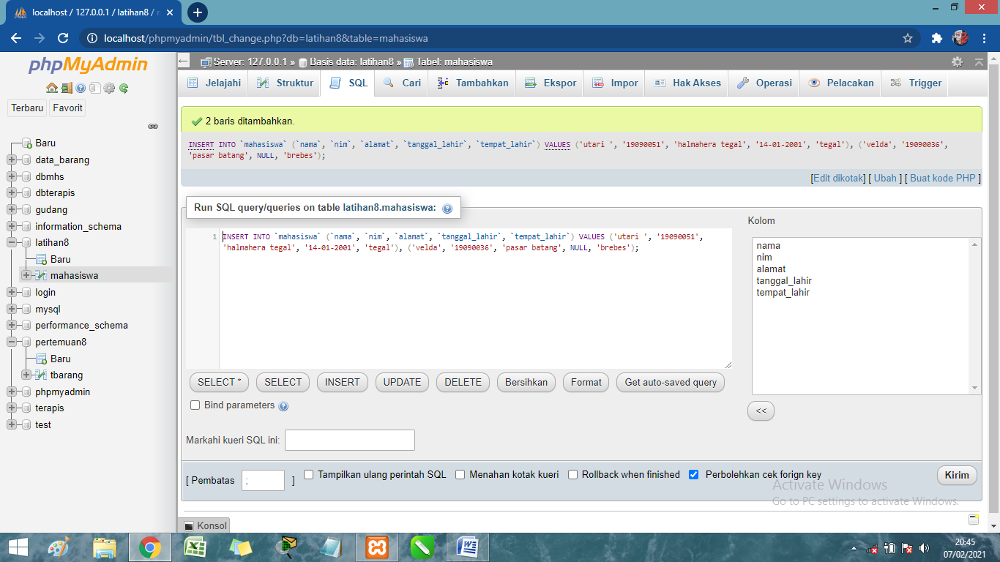 localhost / 127.0.0.1 / latihan8 / 
localhost/phpmyadmin/tbl_change.php?db=latihan8&table=mahasiswa
phpMyAdmin
Terbaru Favorit
Baru
data_barang
dbmhs
dbterapis
gudang
information_schema
latihan8
Baru
mahasiswa
login
mysql
performance_schema
pertemuan8
Baru
tbarang
phpmyadmin
terapis
test
Server: 127.0.0.1 » Basis data: latihan8 » Tabel: mahasiswa
Jelajahi Struktur SQL Cari Tambahkan Ekspor Impor Hak Akses Operasi Pelacakan Trigger
2 baris ditambahkan.
INSERT INTO `mahasiswa` (`nama`, `nim`, `alamat`, `tanggal_lahir`, `tempat_lahir`) VALUES ('utari ', '19090051', 'halmahera tegal', '14-01-2001', 'tegal'), ('velda', '19090036',
'pasar batang', NULL, 'brebes');
[Edit dikotak] [ Ubah ] [ Buat kode PHP ]
Run SQL query/queries on table latihan8.mahasiswa:
1 INSERT INTO `mahasiswa` (`nama`, `nim`, `alamat`, `tanggal_lahir`, `tempat_lahir`) VALUES ('utari ', '19090051',
'halmahera tegal', '14-01-2001', 'tegal'), ('velda', '19090036', 'pasar batang', NULL, 'brebes');
Kolom
nama
nim
alamat
tanggal_lahir
tempat_lahir
SELECT * SELECT INSERT UPDATE DELETE Bersihkan Format Get auto-saved query
<<
Bind parameters
Markahi kueri SQL ini:
[ Pembatas ; ] Tampilkan ulang perintah SQL Menahan kotak kueri Rollback when finished Perbolehkan cek forign key Kirim
Activate Windows
Go to PC settings to activate Windows.
Konsol
20:45
07/02/2021